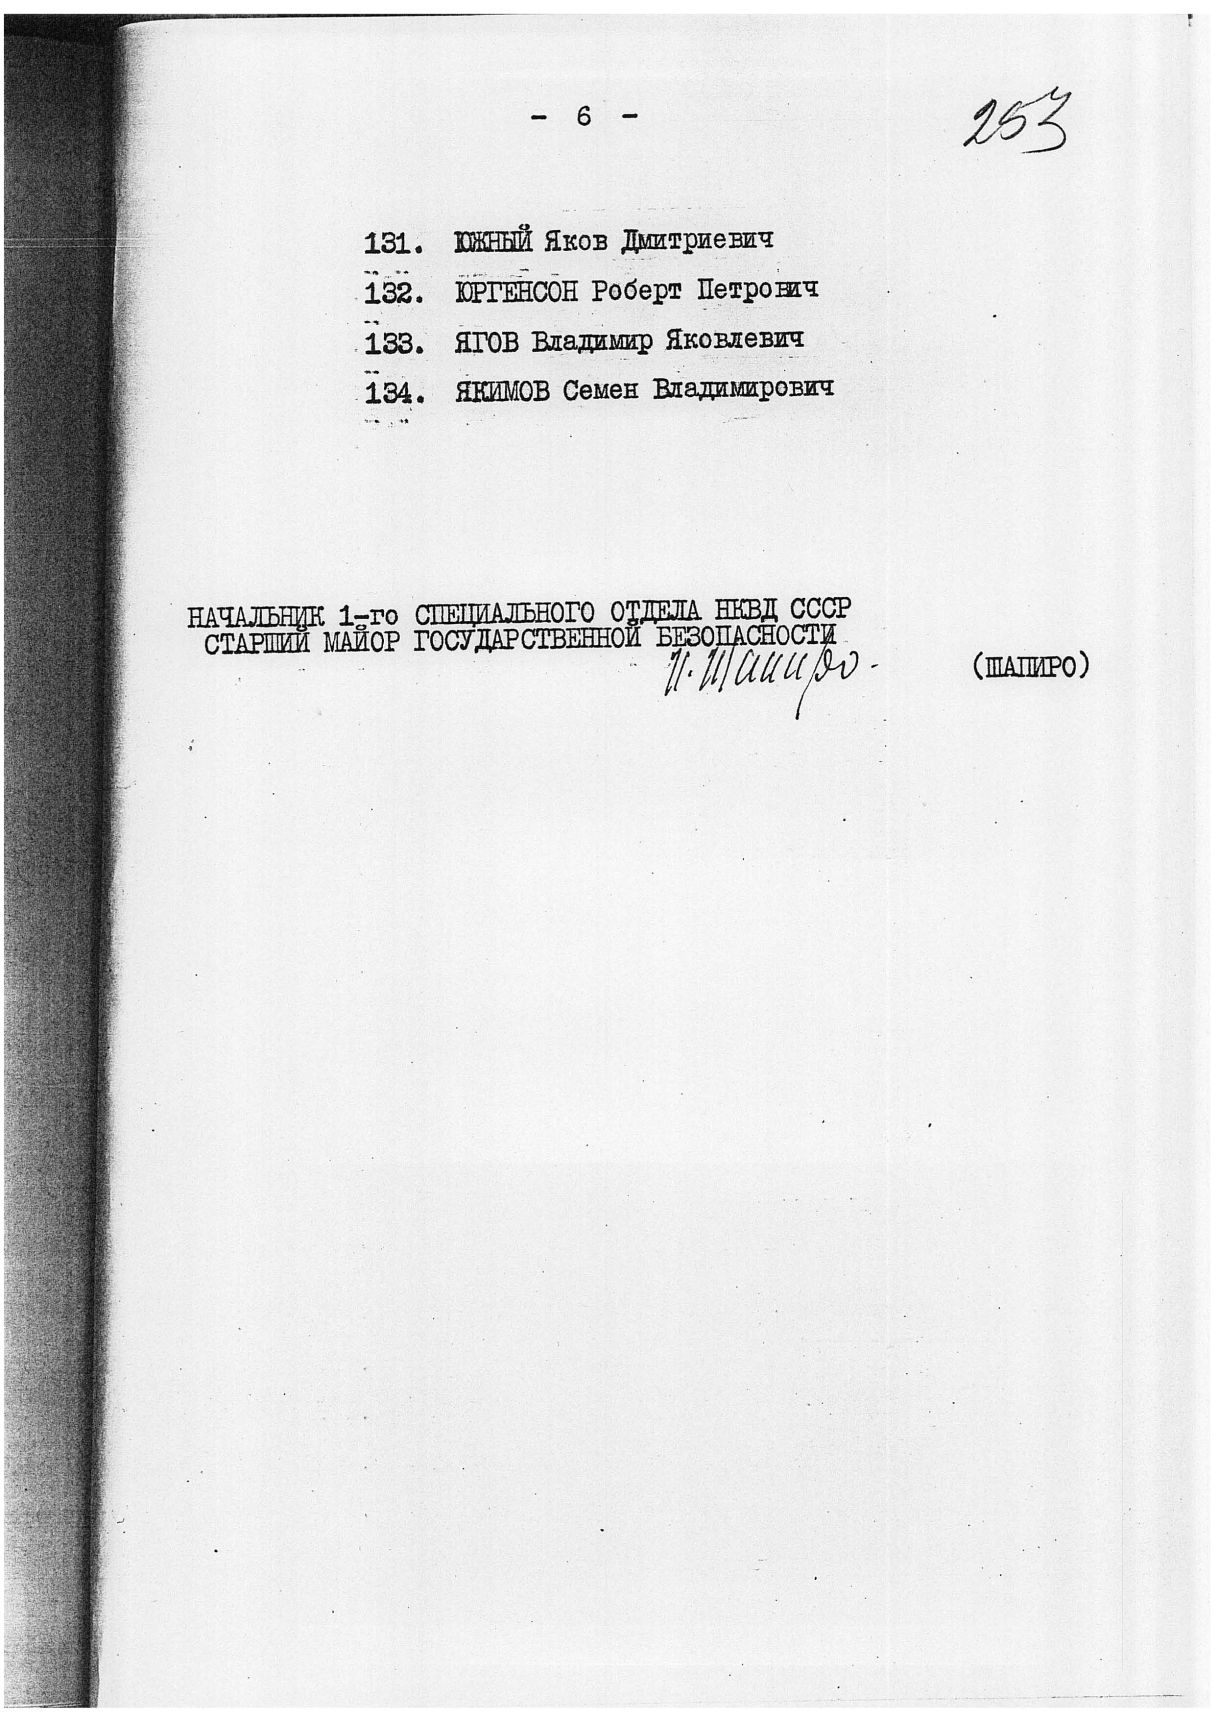 - 6 -
253
131. ЮЖНЫЙ Яков Дмитриевич
132. ЮРГЕНСОН Роберт Петрович
133. ЯГОВ Владимир Яковлевич
134. ЯКИМОВ Семен Владимирович
НАЧАЛЬНИК 1-го СПЕЦИАЛЬНОГО ОТДЕЛА НКВД СССР
СТАРШИЙ МАЙОР ГОСУДАРСТВЕННОЙ БЕЗОПАСНОСТИ
И. Шапиро.
(ШАПИРО)